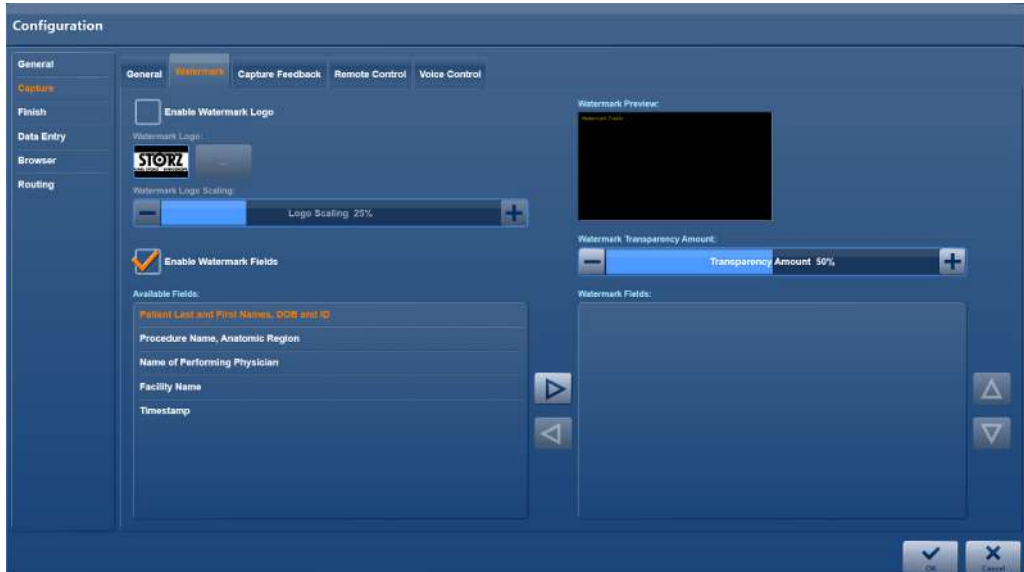 Configuration
General
Capture
Finish
Data Entry
Browser
Routing
General Watermark Capture Feedback Remote Control Voice Control
Enable Watermark Logo
Watermark Logo:
STORZ
...
Watermark Logo Scaling:
Logo Scaling 25%
Enable Watermark Fields
Available Fields:
Patient Last and First Names, DOB and ID
Procedure Name, Anatomic Region
Name of Performing Physician
Facility Name
Timestamp
Watermark Preview:
Watermark Fields
Watermark Transparency Amount:
Transparency Amount 50%
Watermark Fields:
OK
Cancel